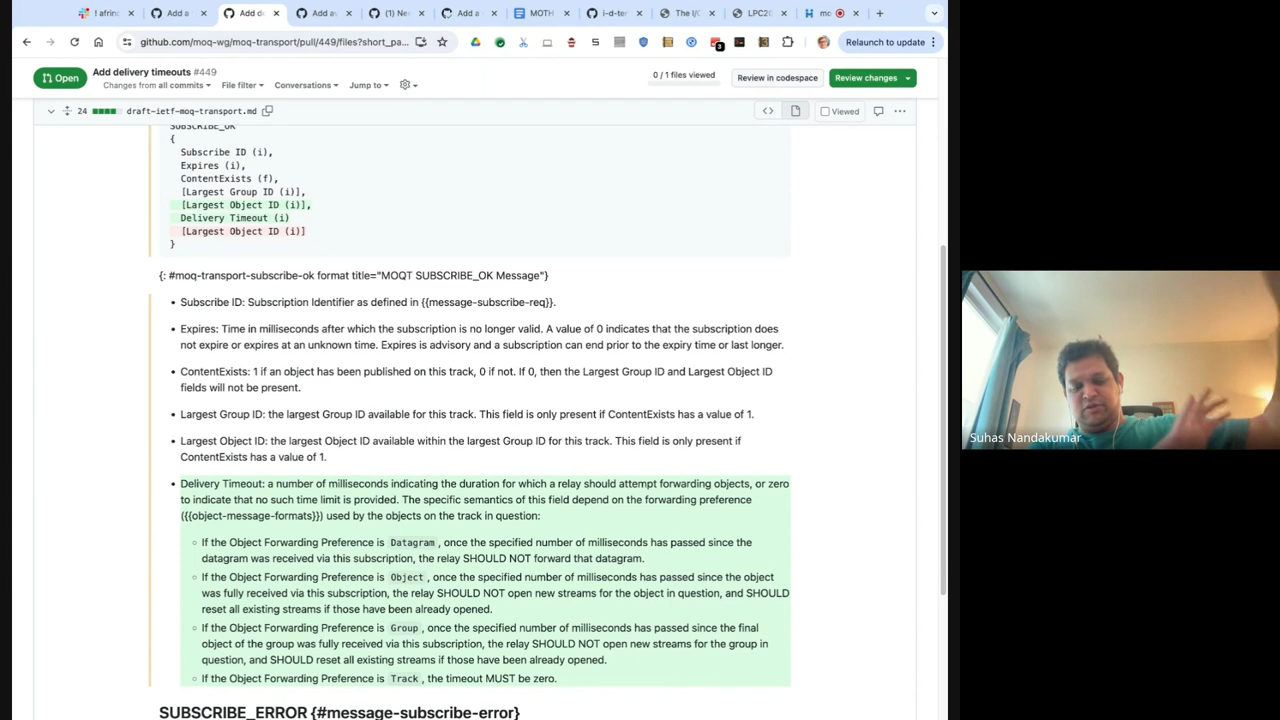 ! afrinc
Add a
Add d
Add av
(1) Ne
Add a
MOTH
i-d-ter
The I/C
LPC20
mo
github.com/moq-wg/moq-transport/pull/449/files?short_pa...
3
Relaunch to update
Open
Add delivery timeouts #449
Changes from all commits
File filter
Conversations
Jump to
0 / 1 files viewed
Review in codespace
Review changes
24
draft-ietf-moq-transport.md
Viewed
SUBSCRIBE_OK
{
Subscribe ID (i),
Expires (i),
ContentExists (f),
[Largest Group ID (i)],
[Largest Object ID (i)],
Delivery Timeout (i)
[Largest Object ID (i)]
}
{: #moq-transport-subscribe-ok format title="MOQT SUBSCRIBE_OK Message"}
• Subscribe ID: Subscription Identifier as defined in {{message-subscribe-req}}.
• Expires: Time in milliseconds after which the subscription is no longer valid. A value of 0 indicates that the subscription does
not expire or expires at an unknown time. Expires is advisory and a subscription can end prior to the expiry time or last longer.
• ContentExists: 1 if an object has been published on this track, 0 if not. If 0, then the Largest Group ID and Largest Object ID
fields will not be present.
• Largest Group ID: the largest Group ID available for this track. This field is only present if ContentExists has a value of 1.
• Largest Object ID: the largest Object ID available within the largest Group ID for this track. This field is only present if
ContentExists has a value of 1.
• Delivery Timeout: a number of milliseconds indicating the duration for which a relay should attempt forwarding objects, or zero
to indicate that no such time limit is provided. The specific semantics of this field depend on the forwarding preference
({{object-message-formats}}) used by the objects on the track in question:
◦ If the Object Forwarding Preference is Datagram, once the specified number of milliseconds has passed since the
datagram was received via this subscription, the relay SHOULD NOT forward that datagram.
◦ If the Object Forwarding Preference is Object, once the specified number of milliseconds has passed since the object
was fully received via this subscription, the relay SHOULD NOT open new streams for the object in question, and SHOULD
reset all existing streams if those have been already opened.
◦ If the Object Forwarding Preference is Group, once the specified number of milliseconds has passed since the final
object of the group was fully received via this subscription, the relay SHOULD NOT open new streams for the group in
question, and SHOULD reset all existing streams if those have been already opened.
◦ If the Object Forwarding Preference is Track, the timeout MUST be zero.
SUBSCRIBE_ERROR {#message-subscribe-error}
Suhas Nandakumar